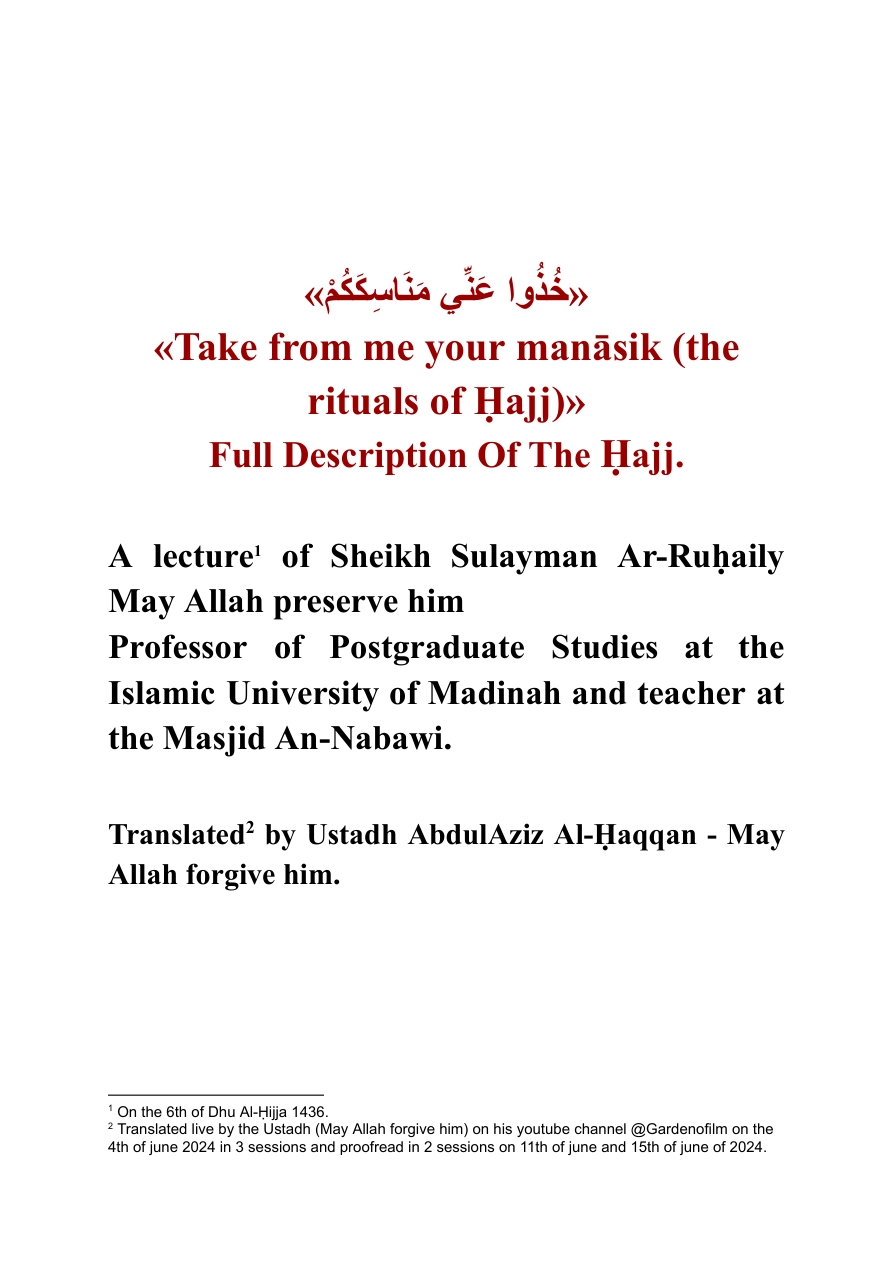 «خُذُوا عَنِّي مَنَاسِكَكُمْ»
«Take from me your manāsik (the
rituals of Ḥajj)»
Full Description Of The Ḥajj.
A lecture¹ of Sheikh Sulayman Ar-Ruḥaily
May Allah preserve him
Professor of Postgraduate Studies at the
Islamic University of Madinah and teacher at
the Masjid An-Nabawi.
Translated² by Ustadh AbdulAziz Al-Ḥaqqan - May
Allah forgive him.
¹ On the 6th of Dhu Al-Ḥijja 1436.
² Translated live by the Ustadh (May Allah forgive him) on his youtube channel @Gardenofilm on the
4th of june 2024 in 3 sessions and proofread in 2 sessions on 11th of june and 15th of june of 2024.